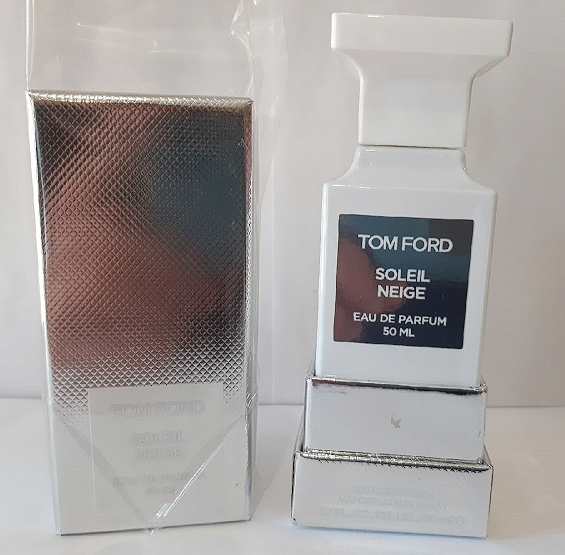 TOM FORD
SOLEIL
NEIGE
TOM FORD
SOLEIL
NEIGE
EAU DE PARFUM
50 ML